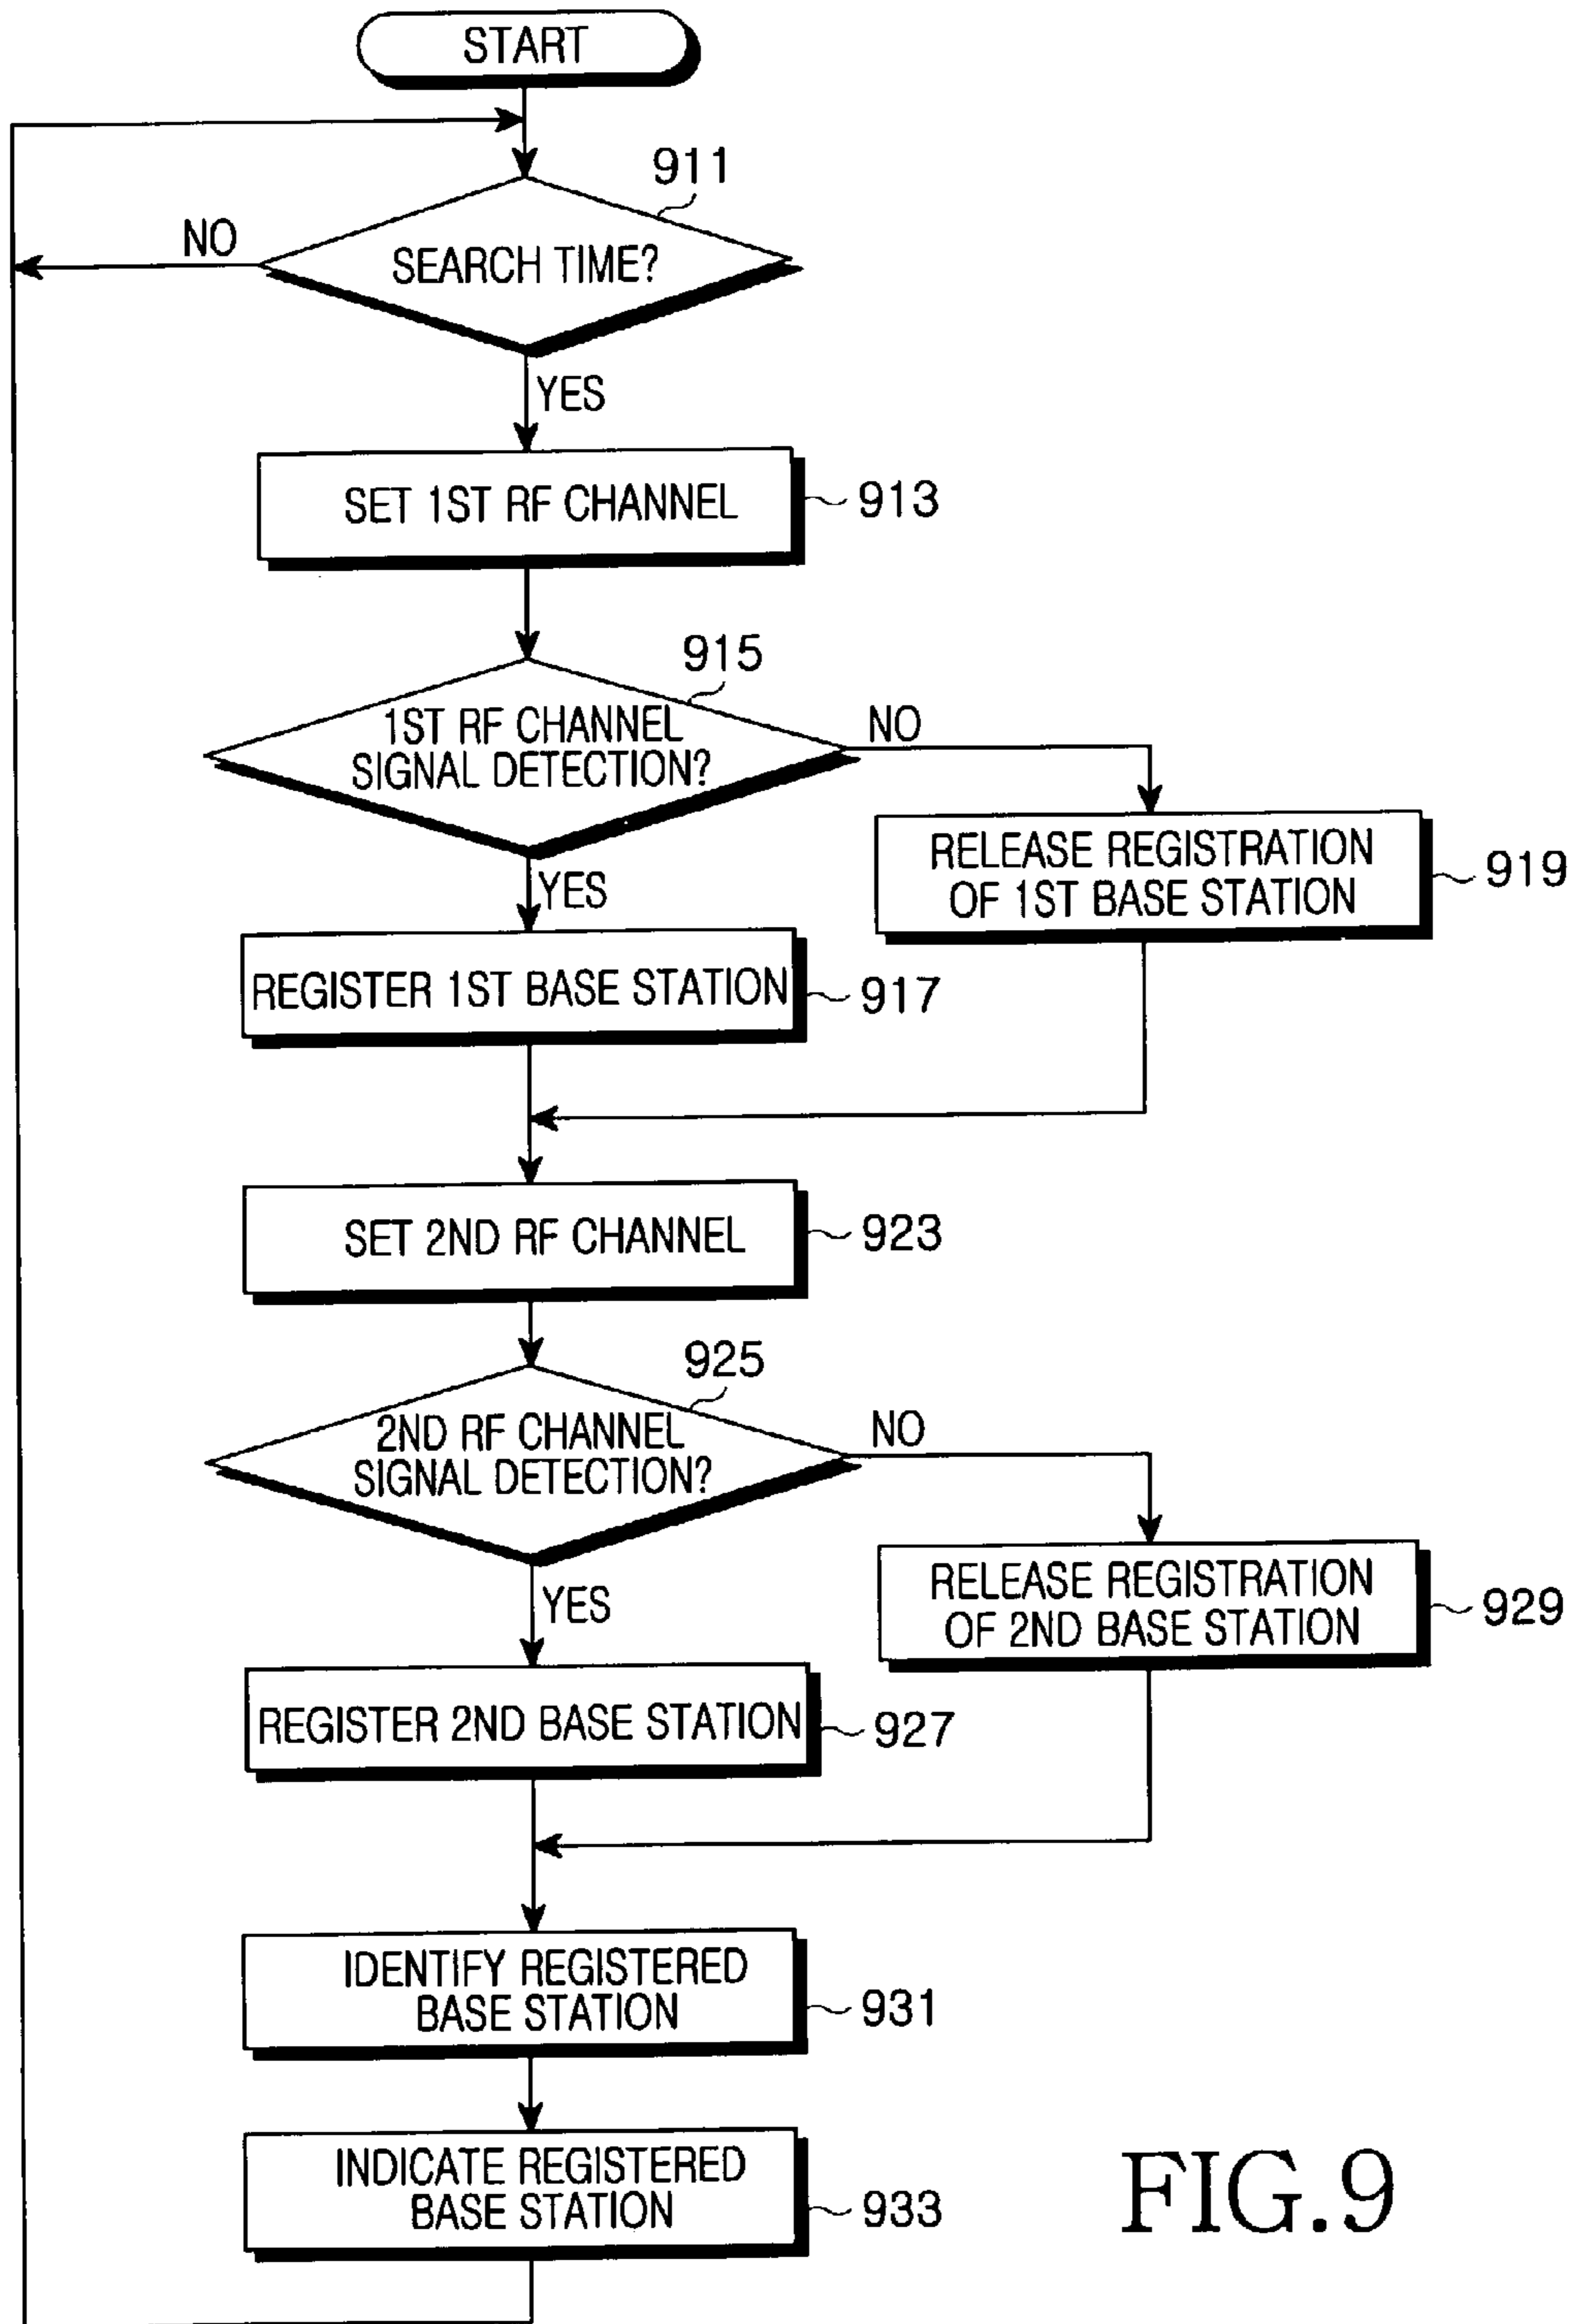 START
911
NO
SEARCH TIME?
YES
SET 1ST RF CHANNEL
913
915
1ST RF CHANNEL
SIGNAL DETECTION?
NO
YES
RELEASE REGISTRATION
OF 1ST BASE STATION
919
REGISTER 1ST BASE STATION
917
SET 2ND RF CHANNEL
923
925
2ND RF CHANNEL
SIGNAL DETECTION?
NO
YES
RELEASE REGISTRATION
OF 2ND BASE STATION
929
REGISTER 2ND BASE STATION
927
IDENTIFY REGISTERED
BASE STATION
931
INDICATE REGISTERED
BASE STATION
933
FIG.9